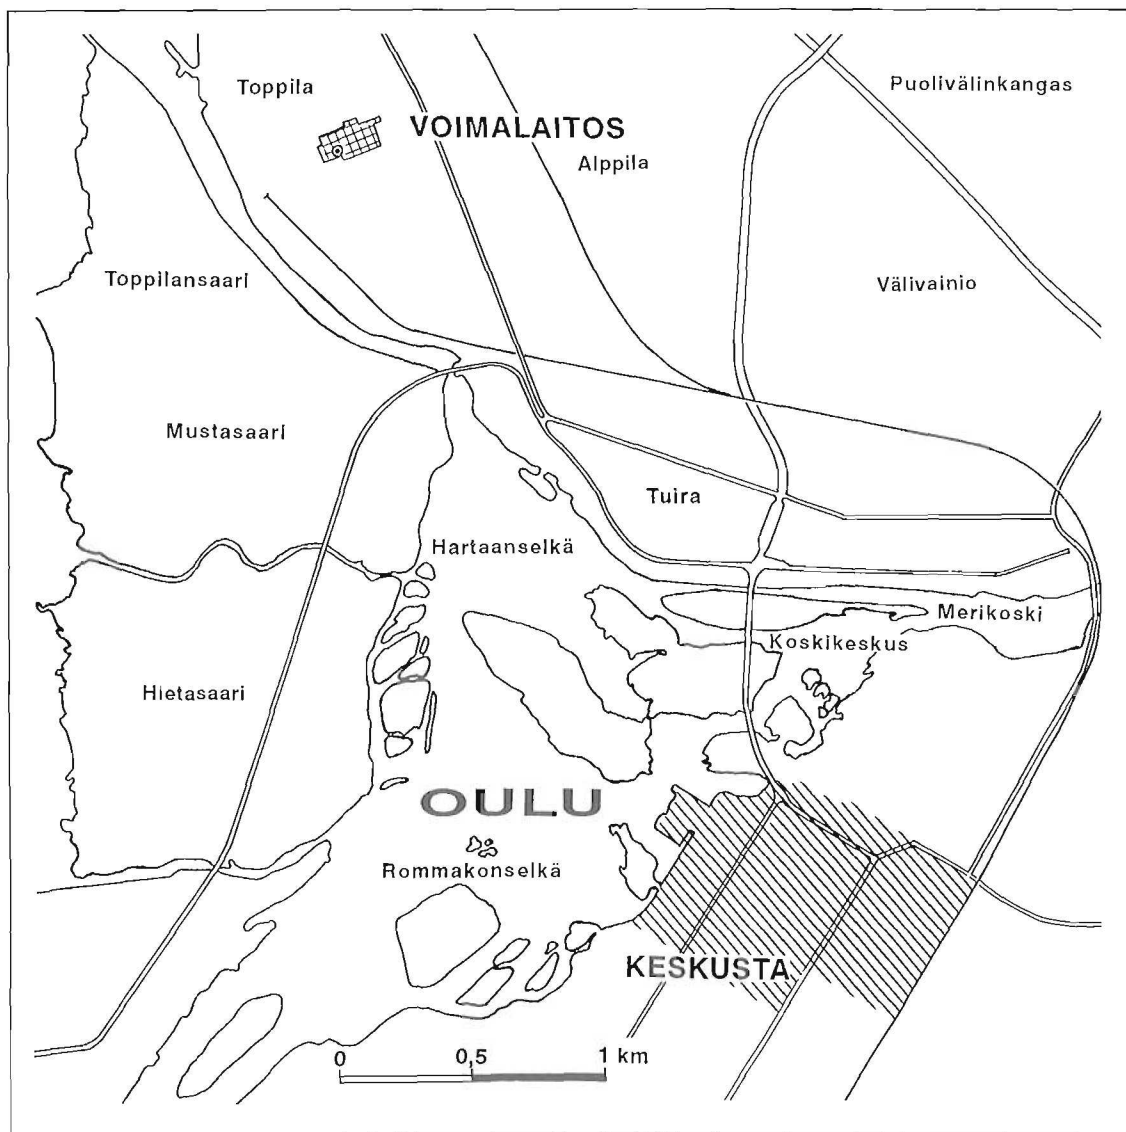 Toppila
Puolivälinkangas
VOIMALAITOS
Alppila
Toppilansaari
Välivainio
Mustasaari
Tuira
Hartaanselkä
Merikoski
Koskikeskus
Hietasaari
OULU
Rommakonselkä
KESKUSTA
0 0,5 1 km